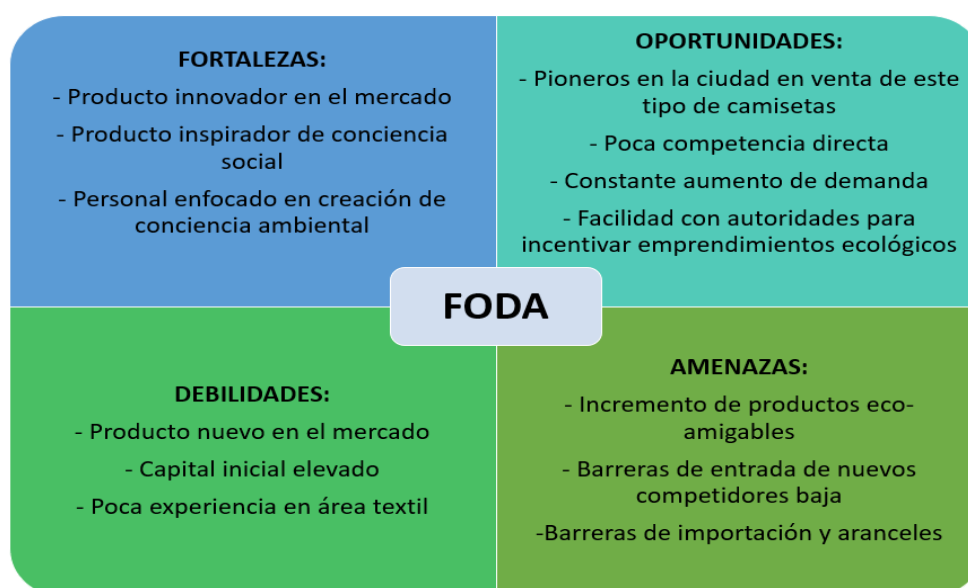 FORTALEZAS:
- Producto innovador en el mercado
- Producto inspirador de conciencia
social
- Personal enfocado en creación de
conciencia ambiental
OPORTUNIDADES:
- Pioneros en la ciudad en venta de este
tipo de camisetas
- Poca competencia directa
- Constante aumento de demanda
- Facilidad con autoridades para
incentivar emprendimientos ecológicos
FODA
DEBILIDADES:
- Producto nuevo en el mercado
- Capital inicial elevado
- Poca experiencia en área textil
AMENAZAS:
- Incremento de productos eco-
amigables
- Barreras de entrada de nuevos
competidores baja
-Barreras de importación y aranceles